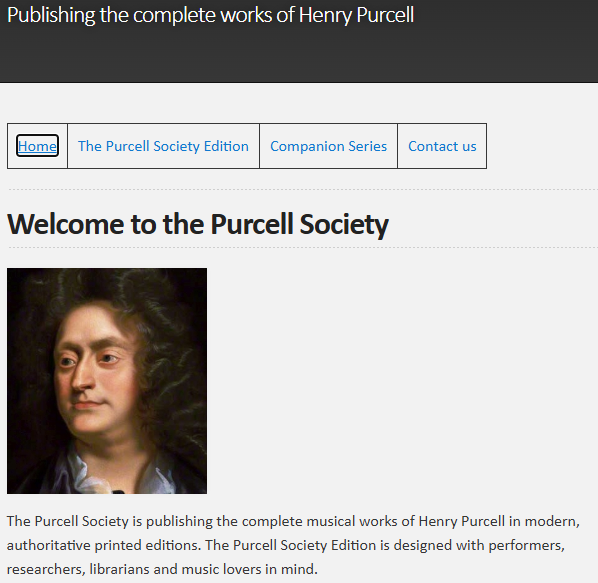 Publishing the complete works of Henry Purcell
Home The Purcell Society Edition Companion Series Contact us
Welcome to the Purcell Society
The Purcell Society is publishing the complete musical works of Henry Purcell in modern,
authoritative printed editions. The Purcell Society Edition is designed with performers,
researchers, librarians and music lovers in mind.